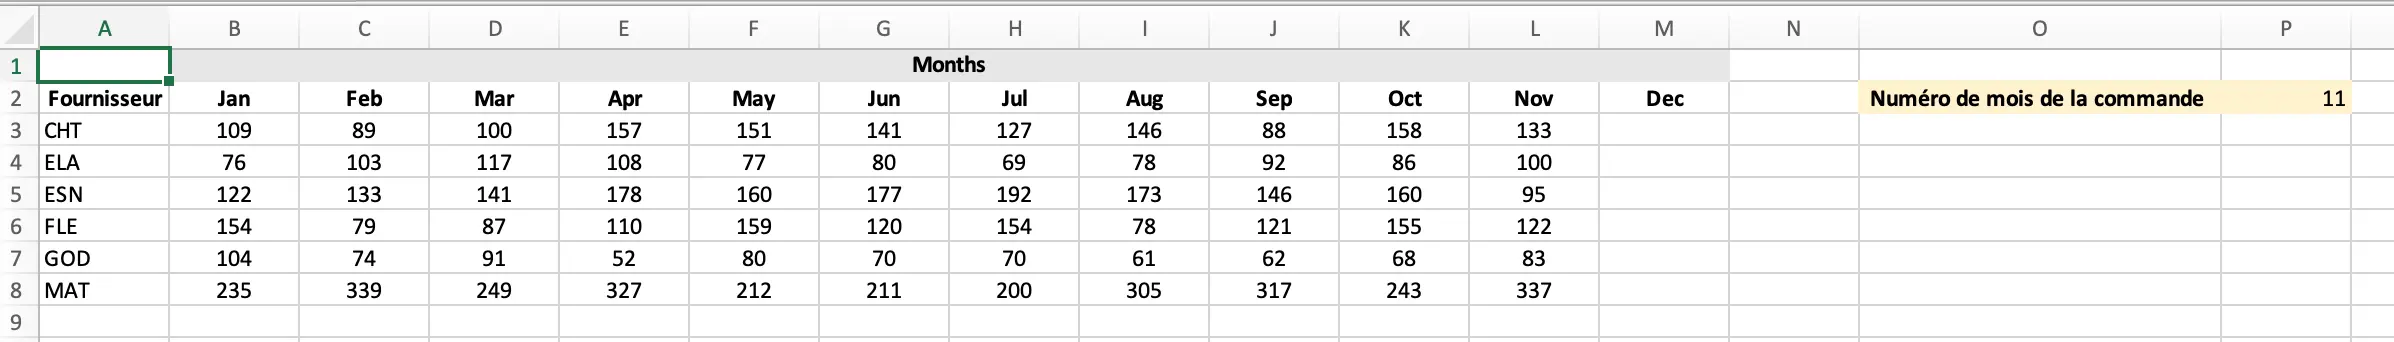 A B C D E F G H I J K L M N O P
1 Months
2 Fournisseur Jan Feb Mar Apr May Jun Jul Aug Sep Oct Nov Dec Numéro de mois de la commande 11
3 CHT 109 89 100 157 151 141 127 146 88 158 133
4 ELA 76 103 117 108 77 80 69 78 92 86 100
5 ESN 122 133 141 178 160 177 192 173 146 160 95
6 FLE 154 79 87 110 159 120 154 78 121 155 122
7 GOD 104 74 91 52 80 70 70 61 62 68 83
8 MAT 235 339 249 327 212 211 200 305 317 243 337
9